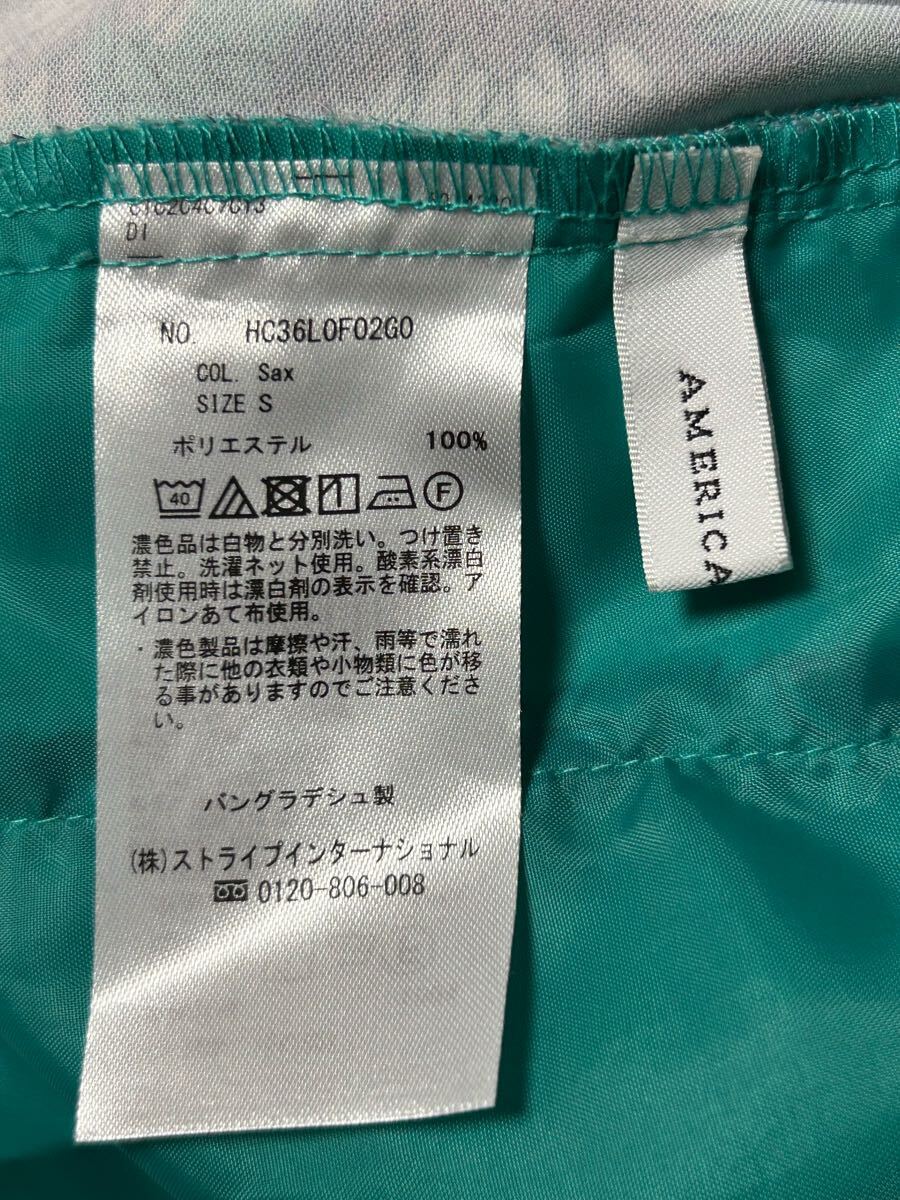 DI
NO HC36L0F02G0
COL. Sax
SIZE S
ポリエステル 100%
40
F
濃色品は白物と分別洗い。つけ置き
禁止。洗濯ネット使用。酸素系漂白
剤使用時は漂白剤の表示を確認。ア
イロンあて布使用。
・濃色製品は摩擦や汗、雨等で濡れ
た際に他の衣類や小物類に色が移
る事がありますのでご注意くださ
い。
バングラデシュ製
(株)ストライプインターナショナル
0120-806-008
AMERICA